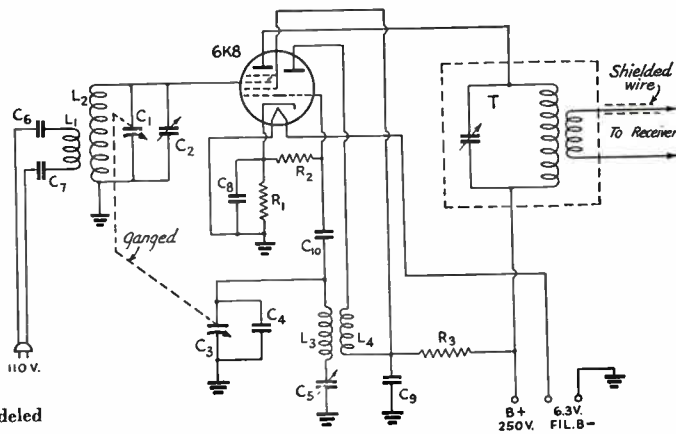 6K8
Shielded
wire
T
To Receiver
L2
C1
C2
C6
L1
C7
C8
R1
R2
C10
ganged
C3
C4
L3
L4
C5
R3
C9
110 V.
B+
250V.
6.3V.
FIL.B-
deled